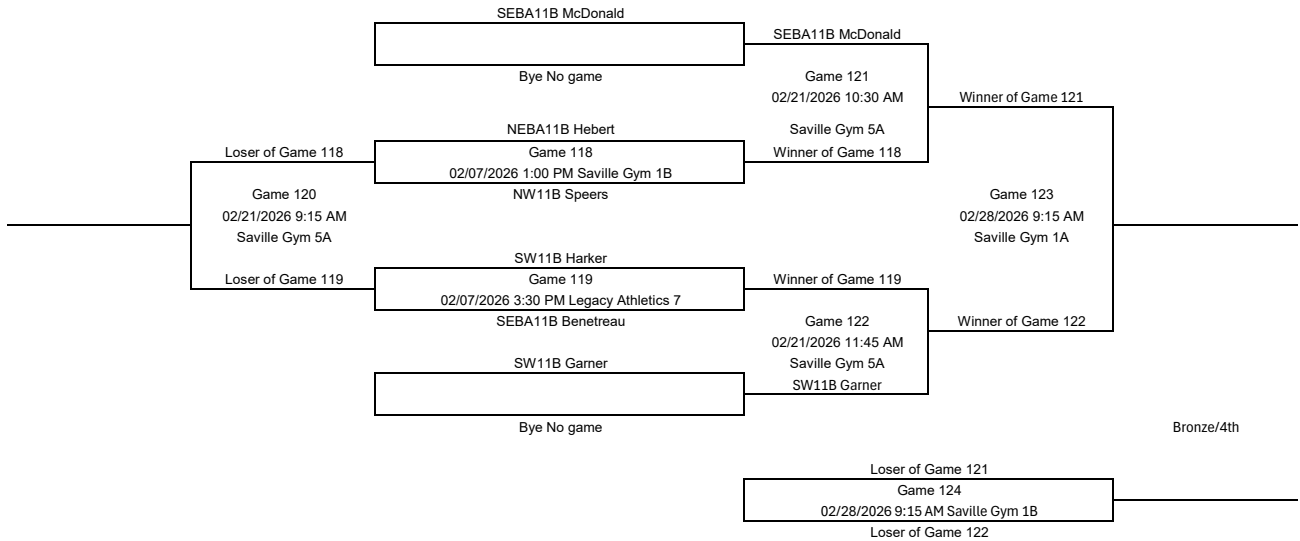 SEBA11B McDonald
SEBA11B McDonald
Bye No game
Game 121
02/21/2026 10:30 AM
Winner of Game 121
NEBA11B Hebert
Saville Gym 5A
Loser of Game 118
Game 118
Winner of Game 118
02/07/2026 1:00 PM Saville Gym 1B
Game 120
NW11B Speers
Game 123
02/21/2026 9:15 AM
02/28/2026 9:15 AM
Saville Gym 5A
Saville Gym 1A
SW11B Harker
Loser of Game 119
Game 119
Winner of Game 119
02/07/2026 3:30 PM Legacy Athletics 7
SEBA11B Benetreau
Game 122
Winner of Game 122
02/21/2026 11:45 AM
SW11B Garner
Saville Gym 5A
SW11B Garner
Bye No game
Bronze/4th
Loser of Game 121
Game 124
02/28/2026 9:15 AM Saville Gym 1B
Loser of Game 122